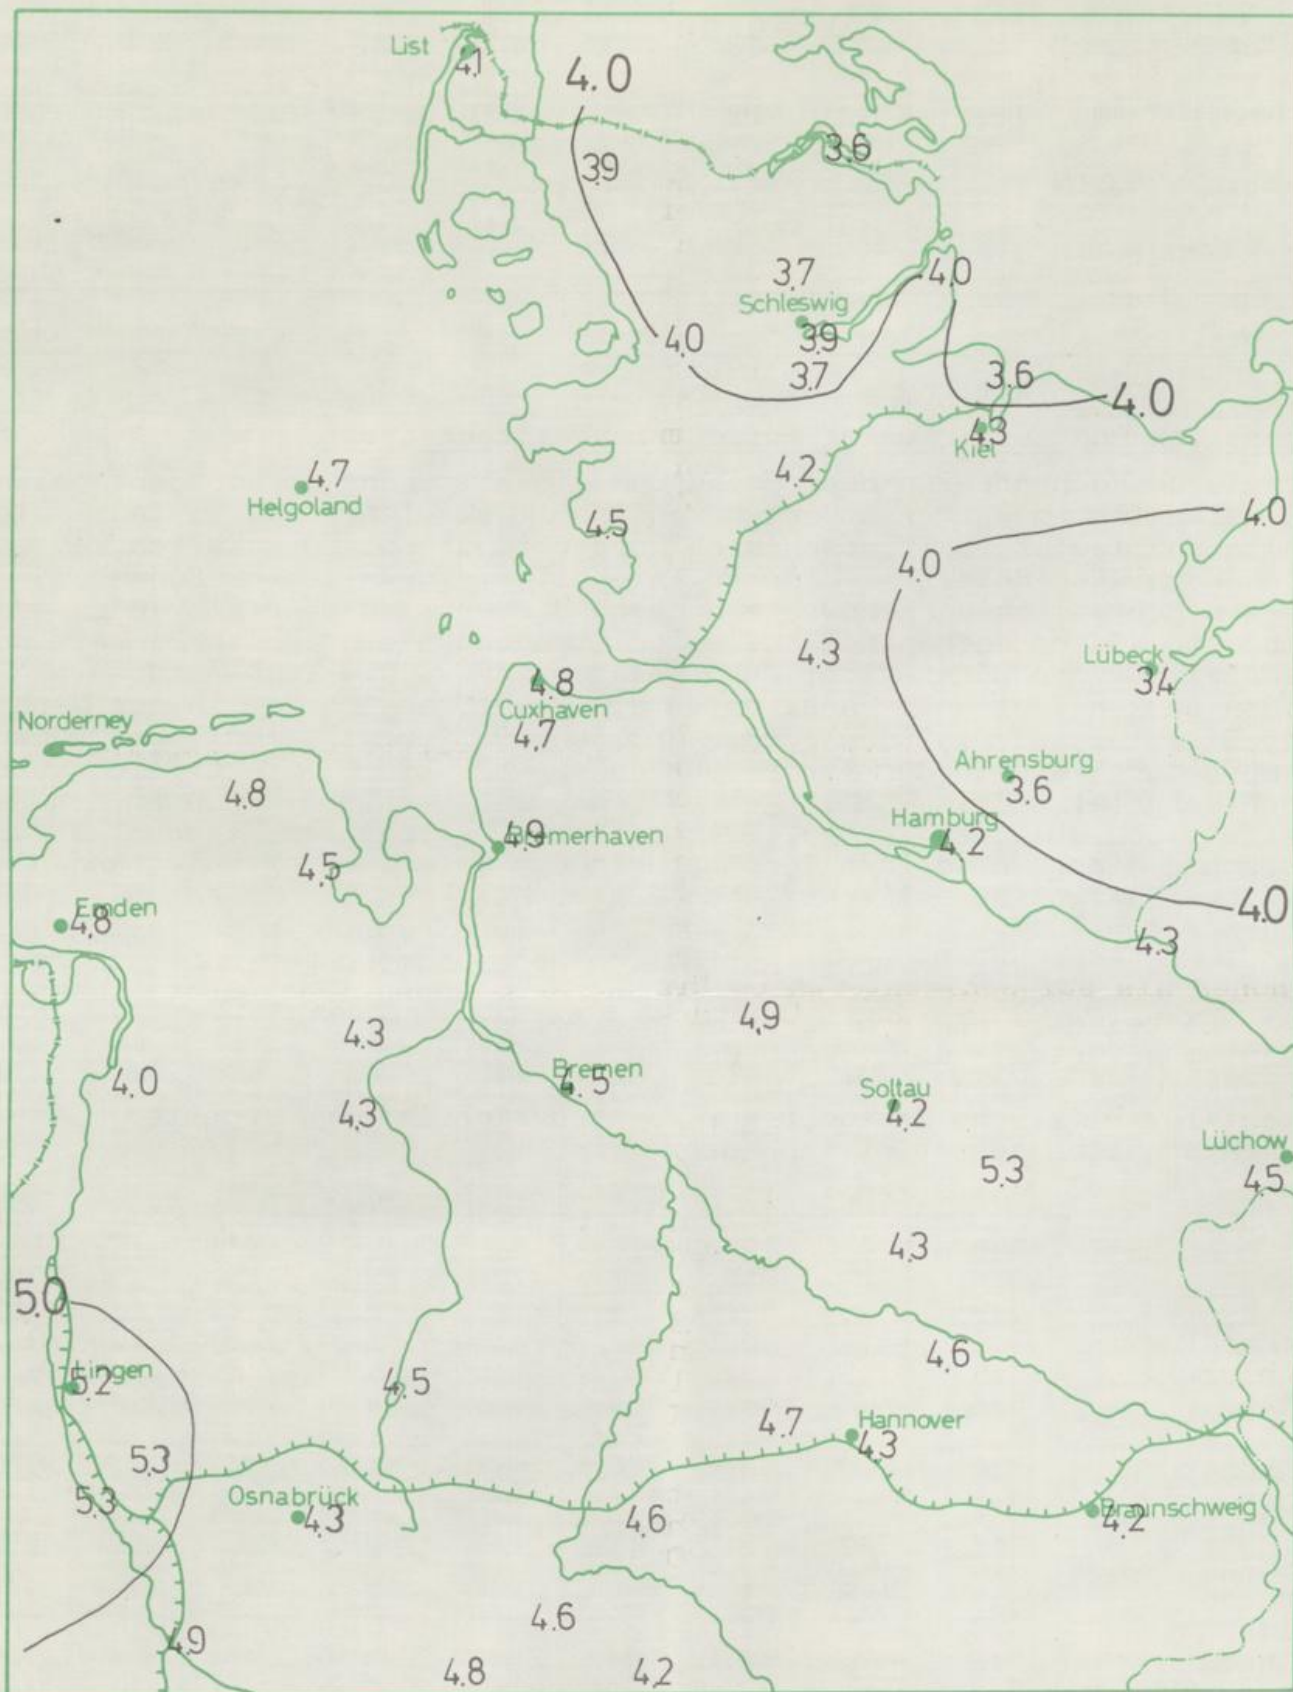 List
4.1
4.0
3.9
3.6
3.7
4.0
Schleswig
3.9
4.0
3.7
3.6
4.0
4.3
Kiel
4.2
4.7
Helgoland
4.5
4.0
4.0
4.3
Lübeck
3.4
4.8
Cuxhaven
4.7
Norderney
4.8
Ahrensburg
3.6
Hamburg
4.2
4.9
Bremerhaven
4.5
Emden
4.8
4.0
4.3
4.9
4.3
4.0
Bremen
4.5
4.3
Soltau
4.2
Lüchow
4.5
5.3
4.3
5.0
4.6
Lingen
5.2
4.5
4.7
Hannover
4.3
5.3
5.3
Osnabrück
4.3
4.6
Braunschweig
4.2
4.6
4.9
4.8
4.2